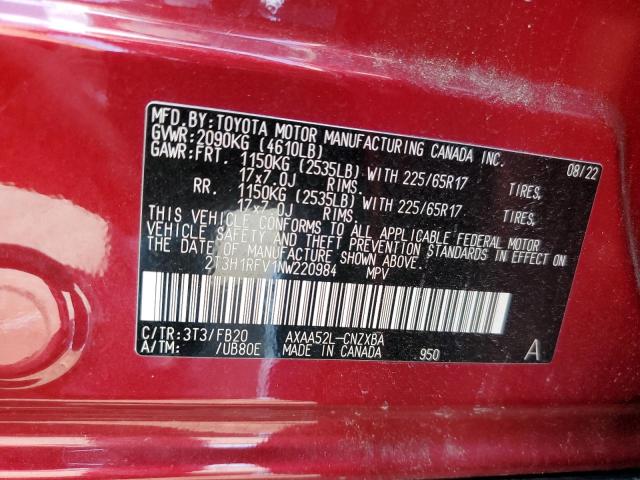 MFD.BY: TOYOTA MOTOR MANUFACTURING CANADA INC.
GVWR: 2090KG (4610LB) 08/22
GAWR: FRT. 1150KG (2535LB) WITH 225/65R17 TIRES,
17x7.0J RIMS.
RR. 1150KG (2535LB) WITH 225/65R17 TIRES,
17x7.0J RIMS.
THIS VEHICLE CONFORMS TO ALL APPLICABLE FEDERAL MOTOR
VEHICLE SAFETY AND THEFT PREVENTION STANDARDS IN EFFECT ON
THE DATE OF MANUFACTURE SHOWN ABOVE.
2T3H1RFV1NW220984 MPV
C/TR: 3T3/FB20 AXAA52L-CNZXBA
A/TM: /UB80E MADE IN CANADA 950 A